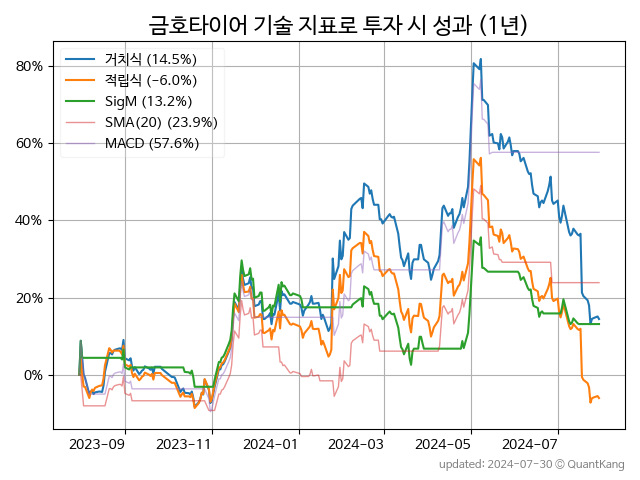 금호타이어 기술 지표로 투자 시 성과 (1년)
거치식 (14.5%)
적립식 (-6.0%)
SigM (13.2%)
SMA(20) (23.9%)
MACD (57.6%)
80%
60%
40%
20%
0%
2023-09 2023-11 2024-01 2024-03 2024-05 2024-07
updated: 2024-07-30 © QuantKang